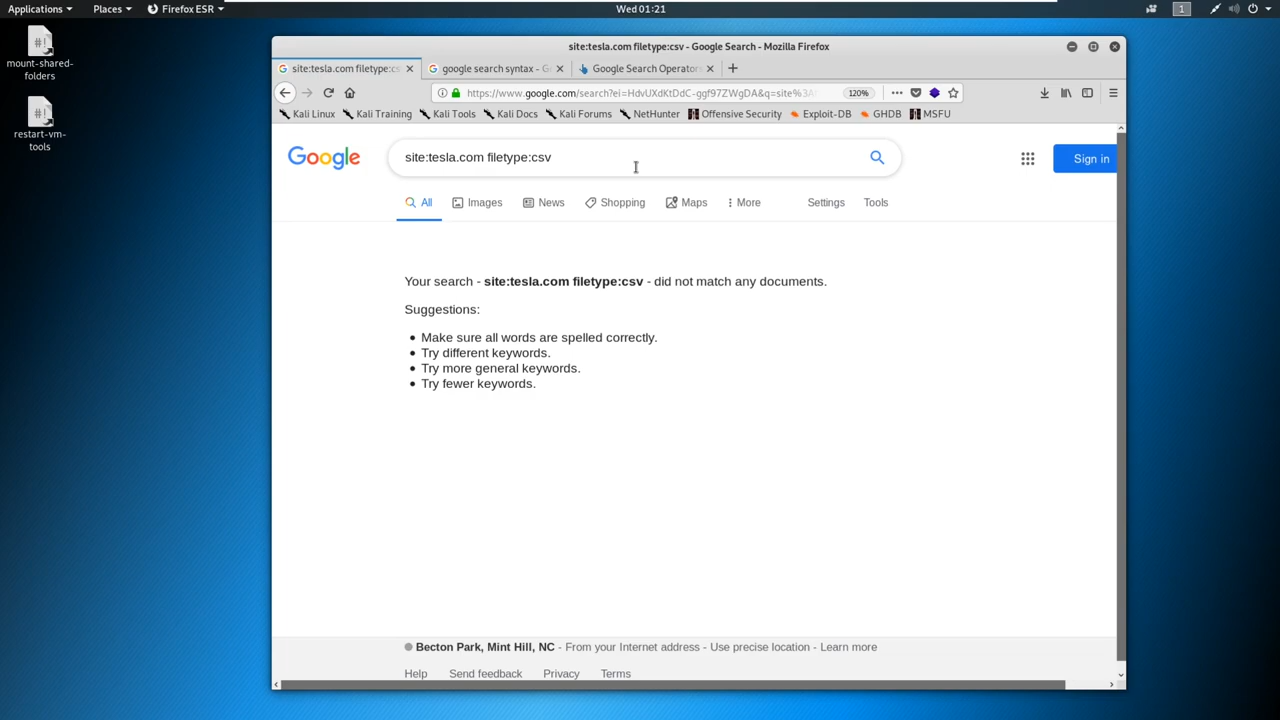 Applications
Places
Firefox ESR
Wed 01:21
1
mount-shared-
folders
restart-vm-
tools
site:tesla.com filetype:csv - Google Search - Mozilla Firefox
site:tesla.com filetype:cs
google search syntax - G
Google Search Operator
https://www.google.com/search?ei=HdvUXdKtDdC-ggf97ZWgDA&q=site%3A
120%
Kali Linux
Kali Training
Kali Tools
Kali Docs
Kali Forums
NetHunter
Offensive Security
Exploit-DB
GHDB
MSFU
Google
site:tesla.com filetype:csv
Sign in
All
Images
News
Shopping
Maps
More
Settings
Tools
Your search - site:tesla.com filetype:csv - did not match any documents.
Suggestions:
Make sure all words are spelled correctly.
Try different keywords.
Try more general keywords.
Try fewer keywords.
Becton Park, Mint Hill, NC - From your Internet address - Use precise location - Learn more
Help
Send feedback
Privacy
Terms